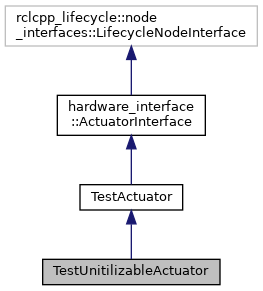 rclcpp_lifecycle::node
_interfaces::LifecycleNodeInterface
hardware_interface
::ActuatorInterface
TestActuator
TestUnitilizableActuator